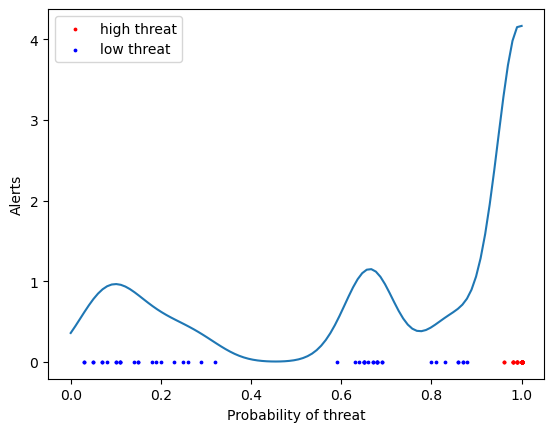 high threat
low threat
4
3
2
1
0
Alerts
0.0 0.2 0.4 0.6 0.8 1.0
Probability of threat